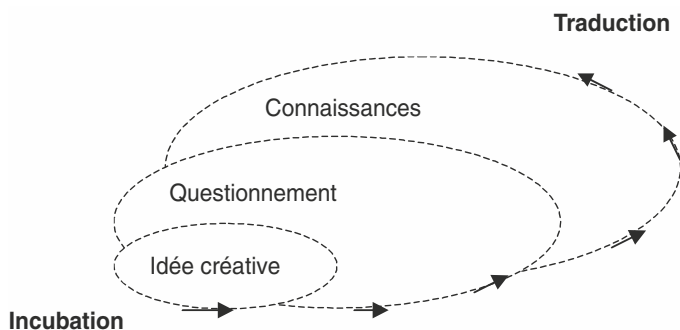 Traduction
Connaissances
Questionnement
Idée créative
Incubation